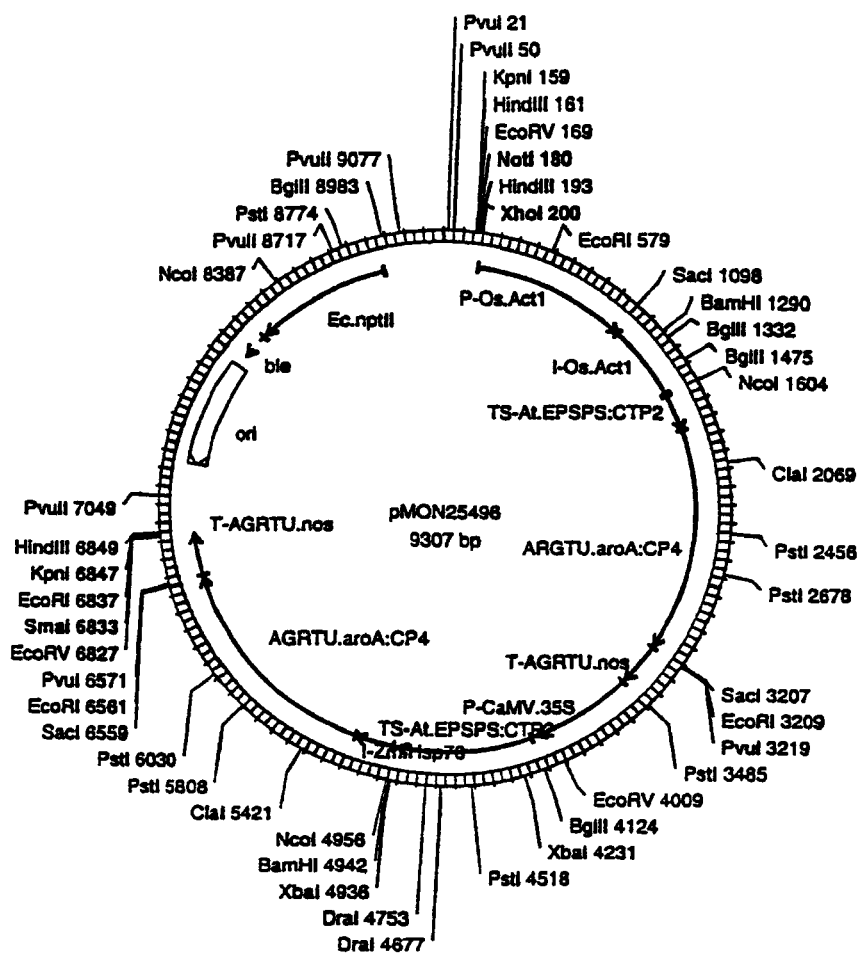 PvuI 21
PvuII 50
KpnI 159
HindIII 161
EcoRV 169
NotI 180
HindIII 193
XhoI 200
EcoRI 579
SacI 1098
BamHI 1290
BglII 1332
BglII 1475
NcoI 1604
ClaI 2069
PstI 2456
PstI 2678
SacI 3207
EcoRI 3209
PvuI 3219
PstI 3485
EcoRV 4009
BglII 4124
XbaI 4231
PstI 4518
DraI 4677
DraI 4753
XbaI 4936
BamHI 4942
NcoI 4956
ClaI 5421
PstI 5808
PstI 6030
SacI 6559
EcoRI 6561
PvuI 6571
EcoRV 6827
SmaI 6833
EcoRI 6837
KpnI 6847
HindIII 6849
PvuII 7049
NcoI 8387
PvuII 8717
PstI 8774
BglII 8983
PvuII 9077
P-Os.Act1
I-Os.Act1
TS-At.EPSPS:CTP2
ARGTU.aroA:CP4
T-AGRTU.nos
P-CaMV.35S
TS-At.EPSPS:CTP2
I-Zm.Hsp70
AGRTU.aroA:CP4
T-AGRTU.nos
ori
ble
Ec.nptII
pMON25496
9307 bp